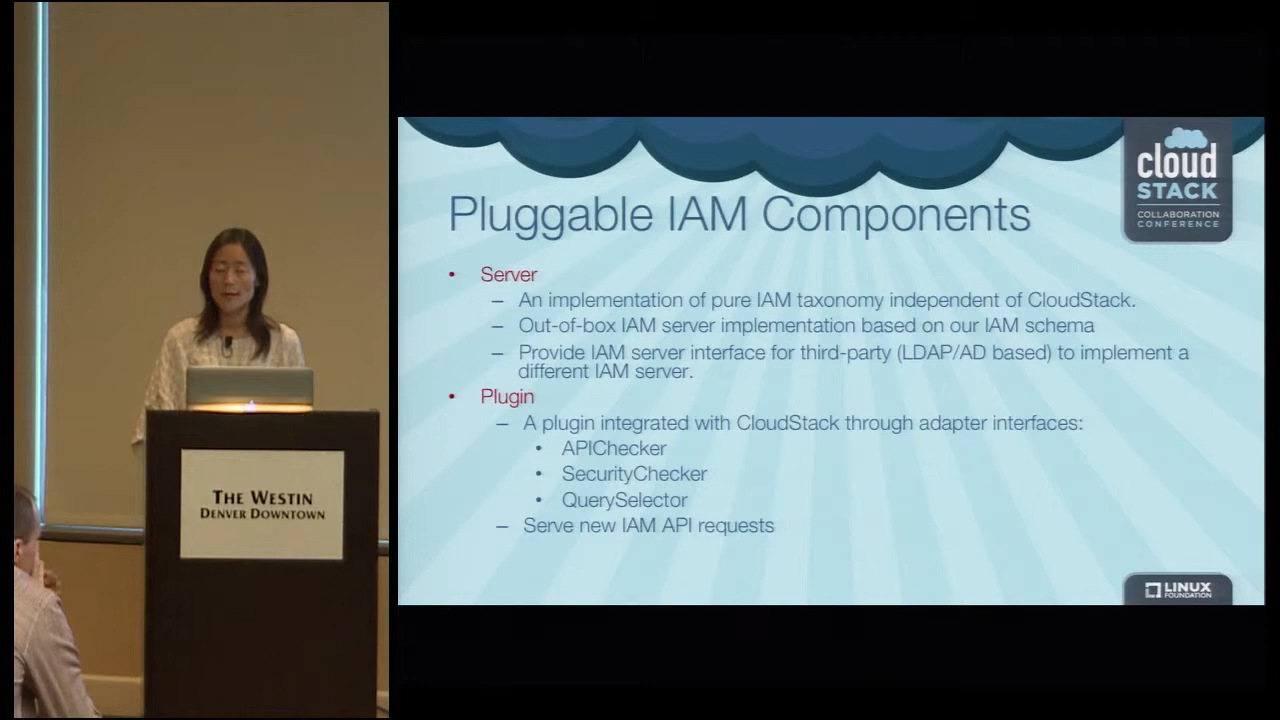 THE WESTIN
DENVER DOWNTOWN
cloud
STACK
COLLABORATION
CONFERENCE
Pluggable IAM Components
• Server
– An implementation of pure IAM taxonomy independent of CloudStack.
– Out-of-box IAM server implementation based on our IAM schema
– Provide IAM server interface for third-party (LDAP/AD based) to implement a
different IAM server.
• Plugin
– A plugin integrated with CloudStack through adapter interfaces:
• APIChecker
• SecurityChecker
• QuerySelector
– Serve new IAM API requests
LINUX
FOUNDATION